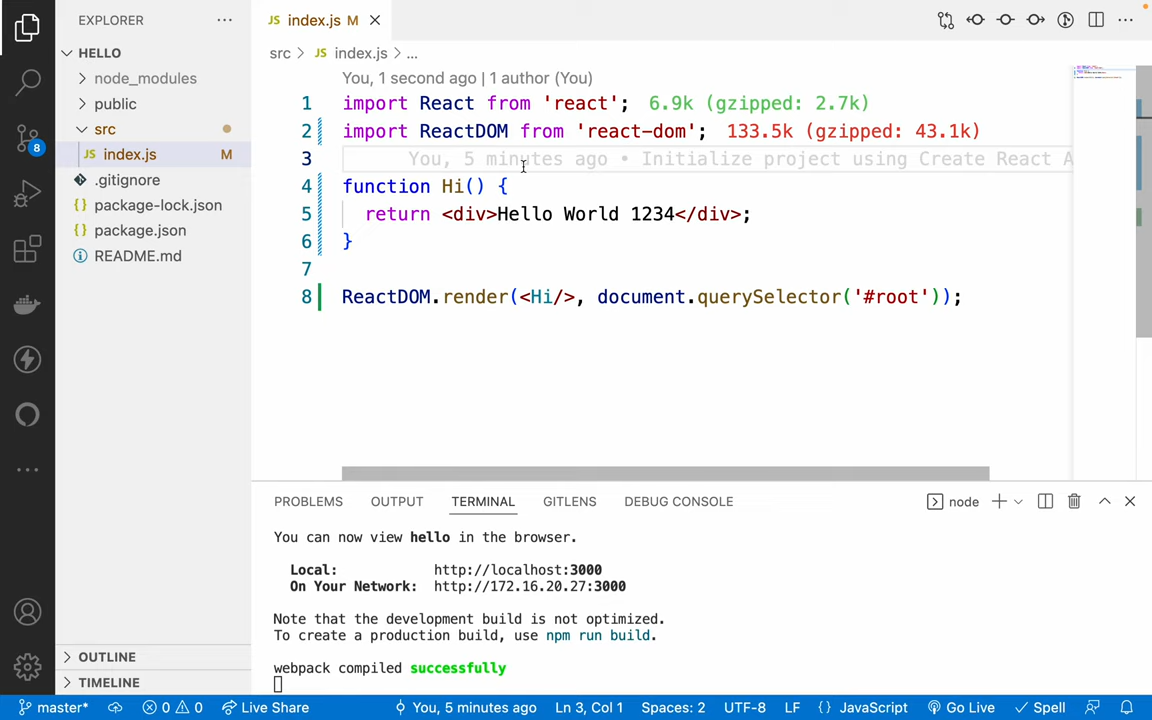 EXPLORER
HELLO
node_modules
public
src
JS index.js M
.gitignore
{} package-lock.json
{} package.json
README.md
OUTLINE
TIMELINE
8
JS index.js M
src > JS index.js > ...
You, 1 second ago | 1 author (You)
1 import React from 'react'; 6.9k (gzipped: 2.7k)
2 import ReactDOM from 'react-dom'; 133.5k (gzipped: 43.1k)
3 You, 5 minutes ago • Initialize project using Create React A
4 function Hi() {
5 return <div>Hello World 1234</div>;
6 }
7
8 ReactDOM.render(<Hi/>, document.querySelector('#root'));
PROBLEMS OUTPUT TERMINAL GITLENS DEBUG CONSOLE node
You can now view hello in the browser.
Local: http://localhost:3000
On Your Network: http://172.16.20.27:3000
Note that the development build is not optimized.
To create a production build, use npm run build.
webpack compiled successfully
master* 0 0 Live Share You, 5 minutes ago Ln 3, Col 1 Spaces: 2 UTF-8 LF {} JavaScript Go Live Spell